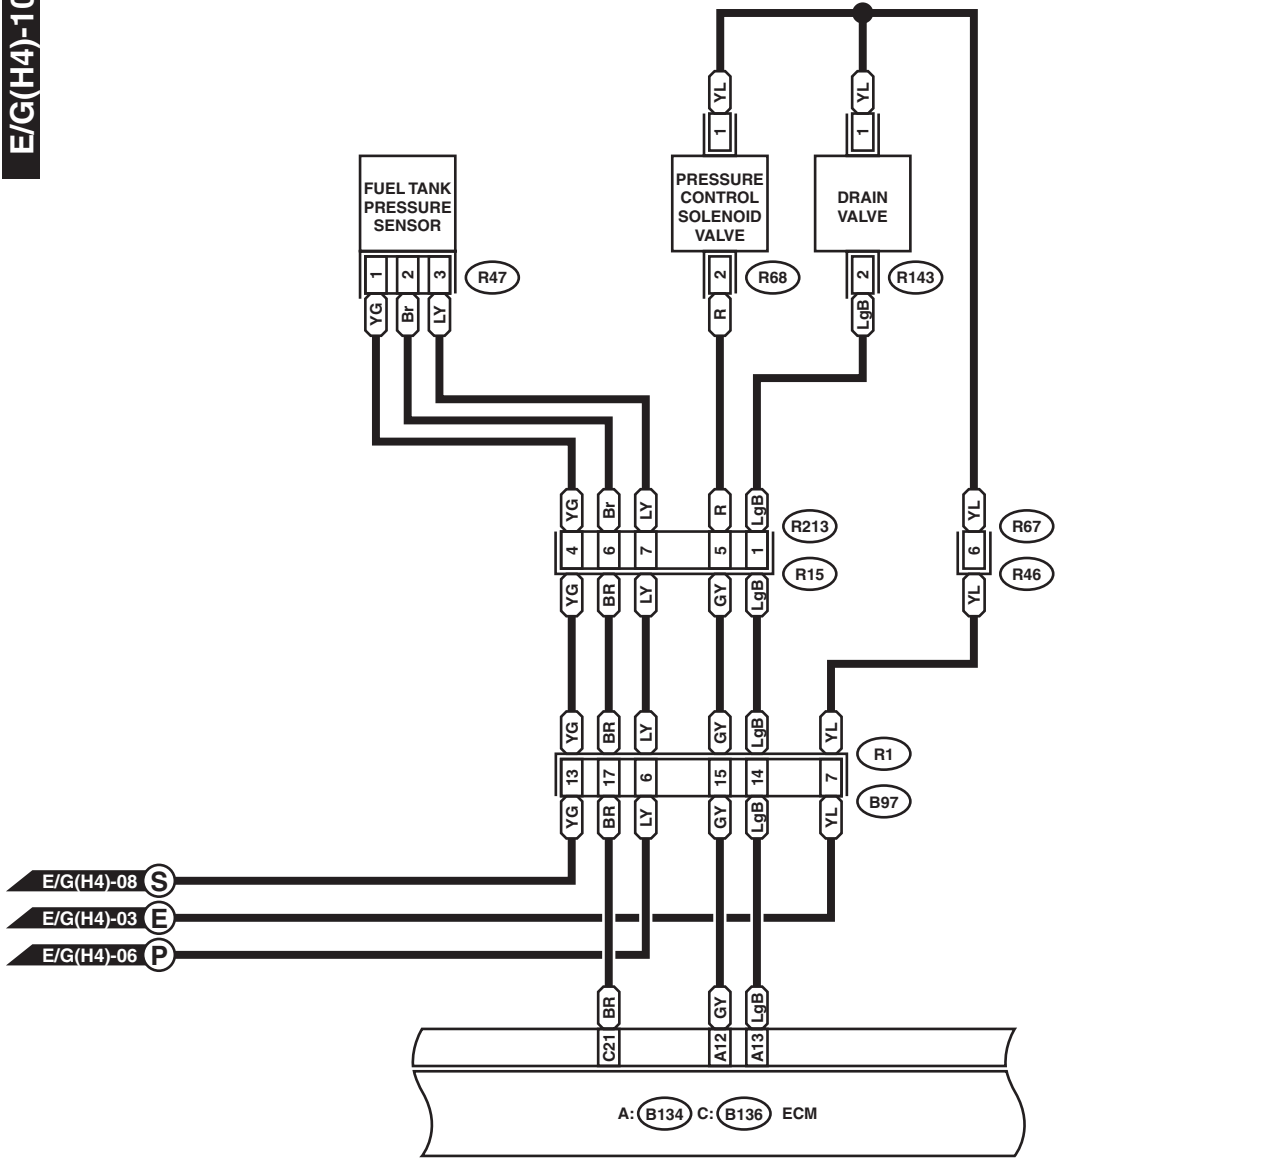 E/G(H4)-10
YL
YL
1
1
FUEL TANK
PRESSURE
SENSOR
PRESSURE
CONTROL
SOLENOID
VALVE
DRAIN
VALVE
1 2 3
R47
2
R68
2
R143
YG Br LY
R
LgB
YG Br LY R LgB
YL
R213
R67
4 6 7 5 1
6
R15
R46
YG BR LY GY LgB
YL
YG BR LY GY LgB YL
R1
13 17 6 15 14 7
B97
YG BR LY GY LgB YL
E/G(H4)-08 S
E/G(H4)-03 E
E/G(H4)-06 P
BR GY LgB
C21 A12 A13
A: B134 C: B136 ECM